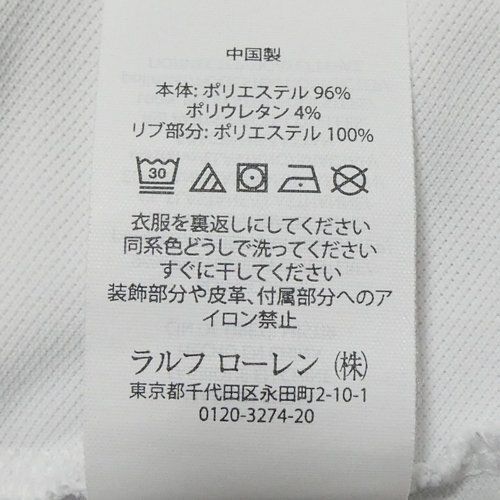 中国製
本体: ポリエステル 96%
ポリウレタン 4%
リブ部分: ポリエステル 100%
30
衣服を裏返しにしてください
同系色どうしで洗ってください
すぐに干してください
装飾部分や皮革、付属部分へのア
イロン禁止
ラルフ ローレン (株)
東京都千代田区永田町2-10-1
0120-3274-20